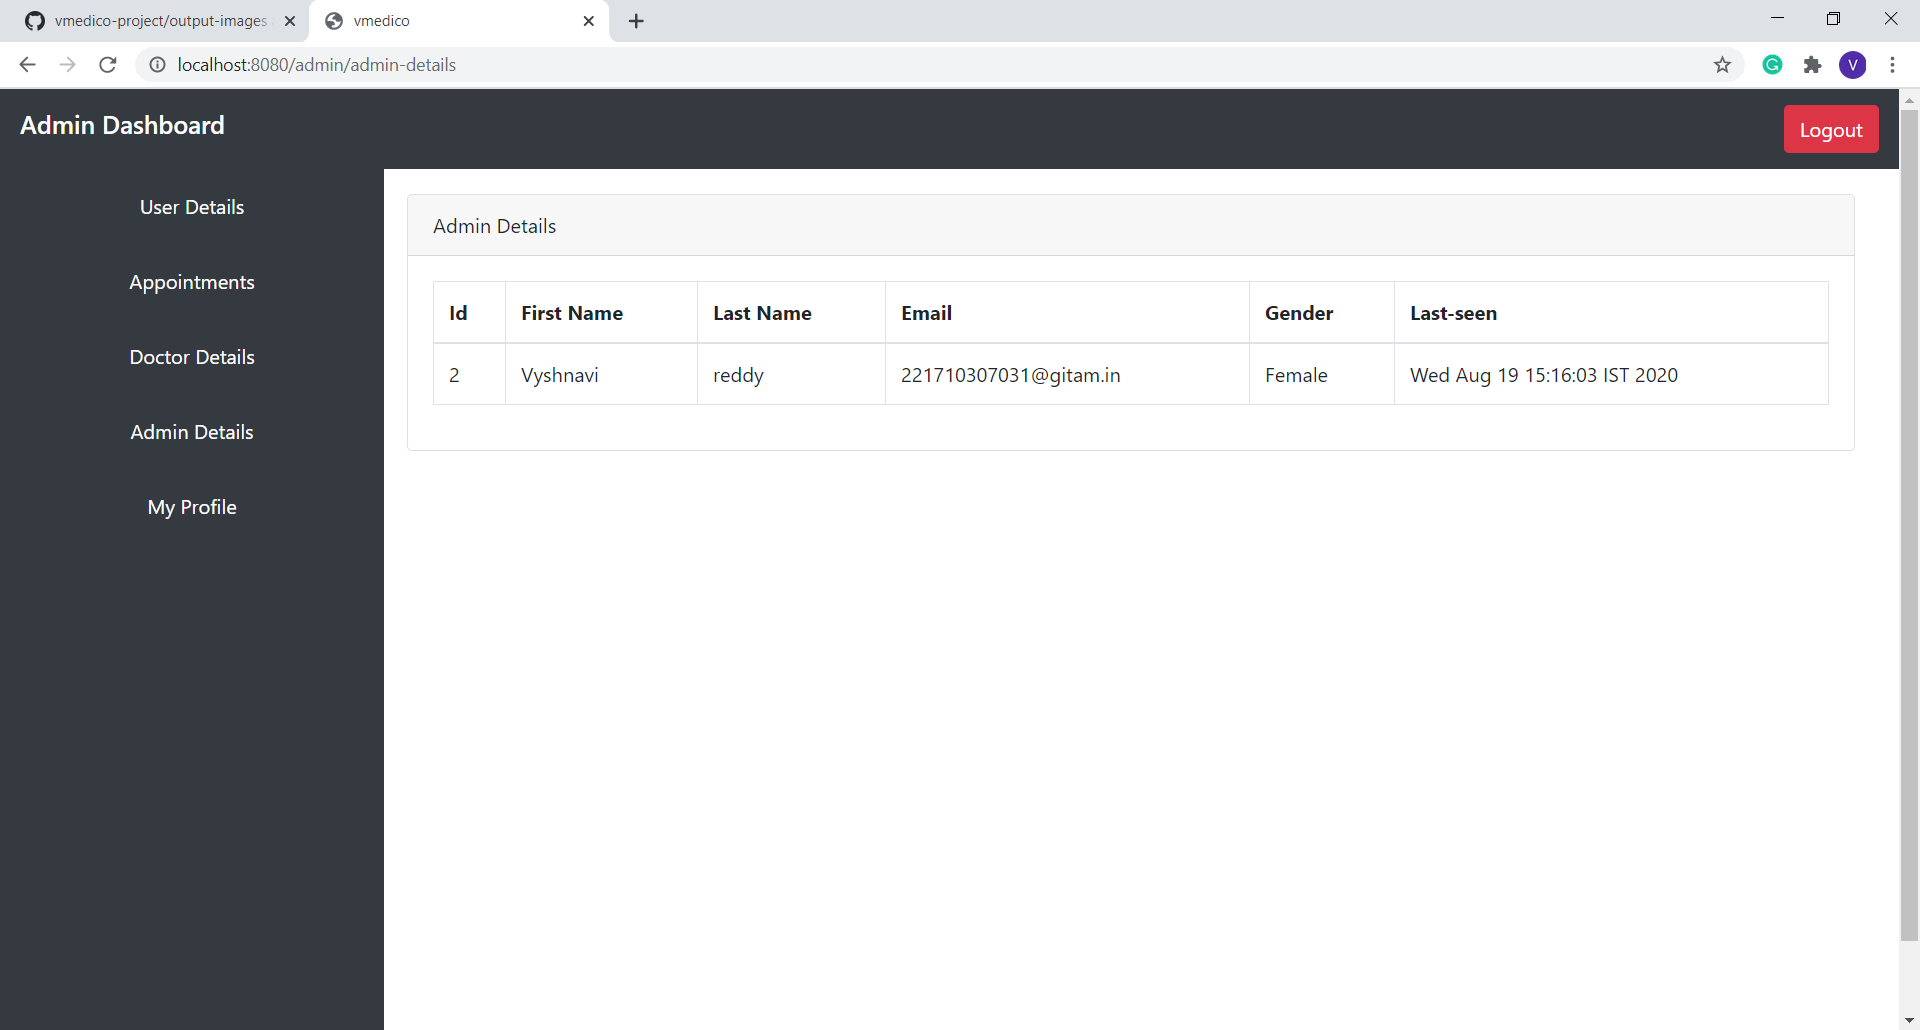 vmedico-project/output-images
vmedico
localhost:8080/admin/admin-details
V
Admin Dashboard
Logout
User Details
Appointments
Doctor Details
Admin Details
My Profile
Admin Details
Id First Name Last Name Email Gender Last-seen
2 Vyshnavi reddy 221710307031@gitam.in Female Wed Aug 19 15:16:03 IST 2020